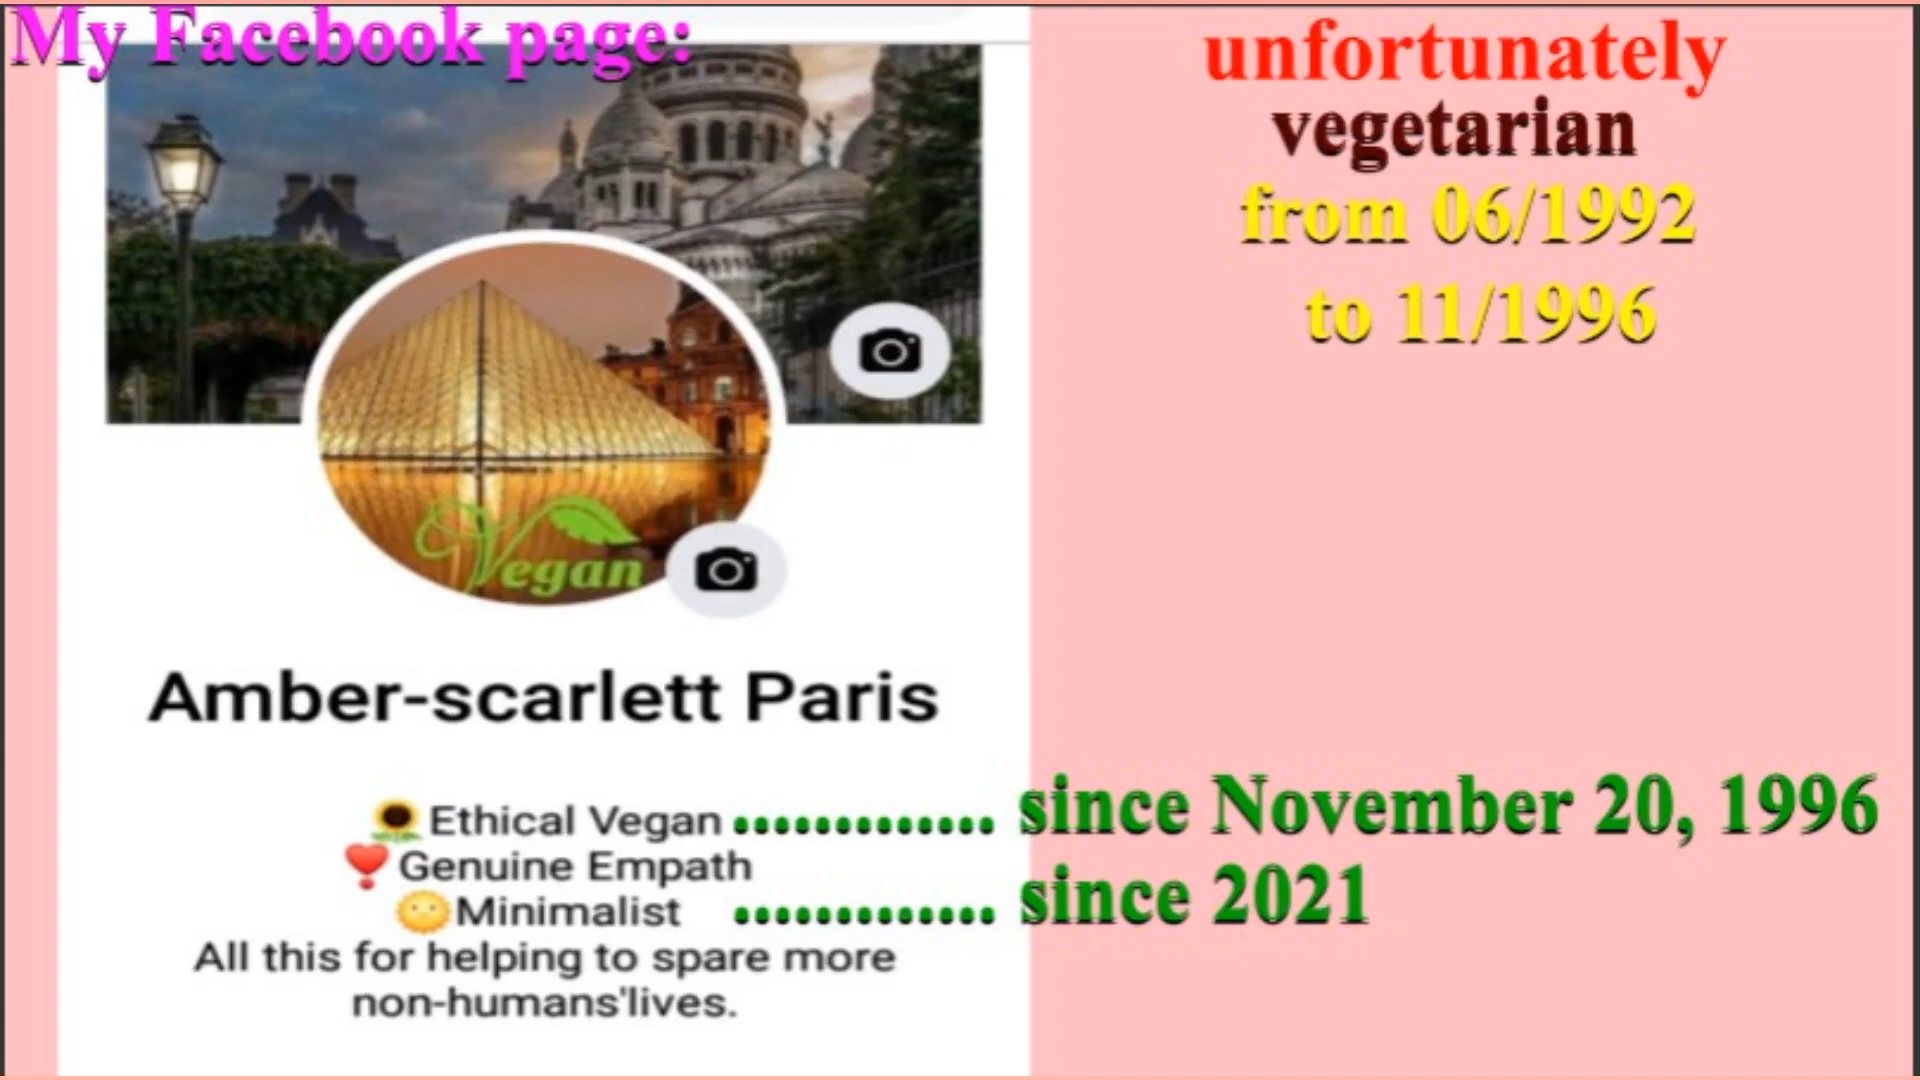 My Facebook page:
unfortunately
vegetarian
from 06/1992
to 11/1996
Vegan
Amber-scarlett Paris
🌻Ethical Vegan ............. since November 20, 1996
❣️Genuine Empath
🌝Minimalist ............. since 2021
All this for helping to spare more
non-humans'lives.